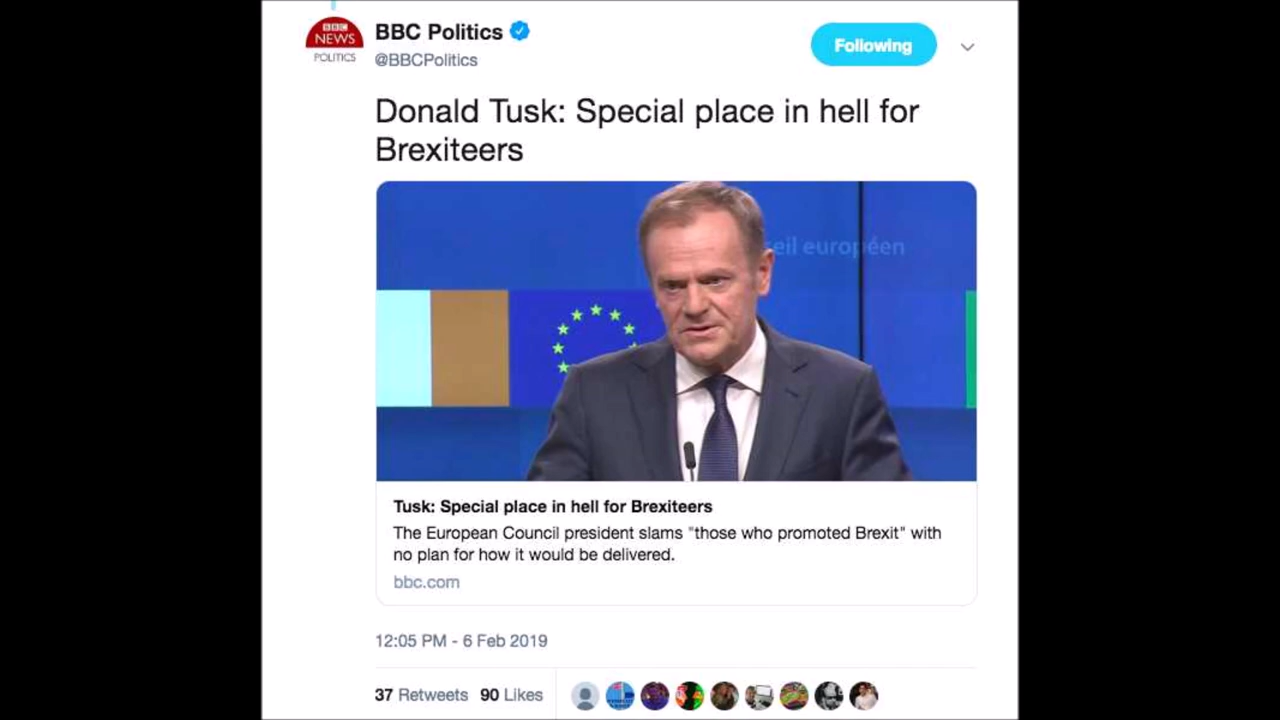 BBC
NEWS
POLITICS
BBC Politics
@BBCPolitics
Following
Donald Tusk: Special place in hell for
Brexiteers
eil européen
Tusk: Special place in hell for Brexiteers
The European Council president slams "those who promoted Brexit" with
no plan for how it would be delivered.
bbc.com
12:05 PM - 6 Feb 2019
37 Retweets 90 Likes